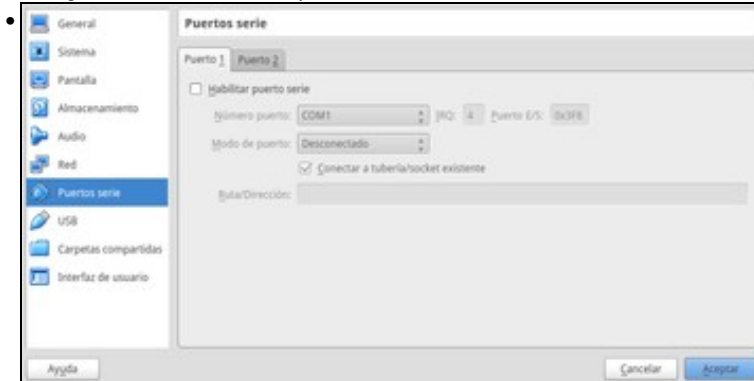 General
Sistema
Pantalla
Almacenamiento
Audio
Red
Puertos serie
USB
Carpetas compartidas
Interfaz de usuario
Puertos serie
Puerto 1 Puerto 2
Habilitar puerto serie
Número puerto: COM1 IRQ: 4 Puerto E/S: 0x3F8
Modo de puerto: Desconectado
Conectar a tubería/socket existente
Ruta/Dirección:
Ayuda Cancelar Aceptar